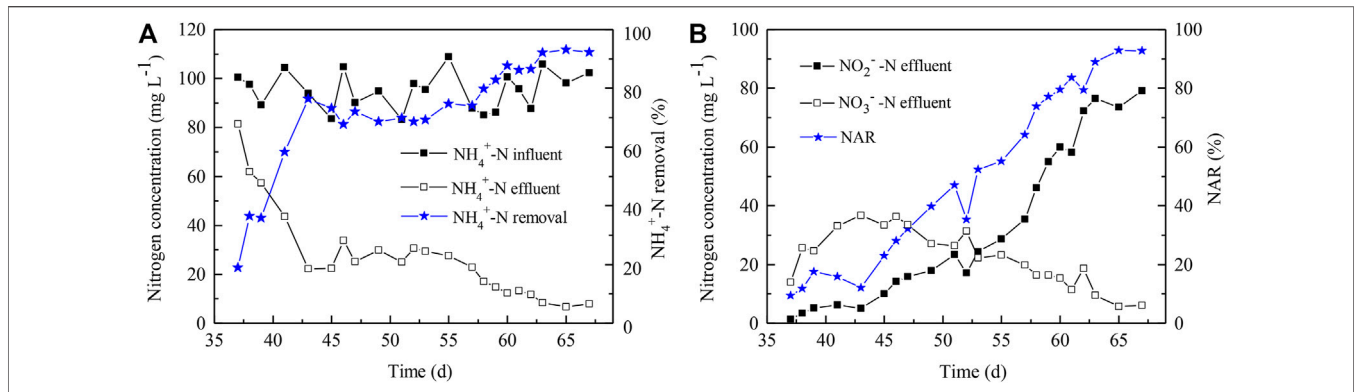 A
Nitrogen concentration (mg L⁻¹)
120
100
80
60
40
20
0
35 40 45 50 55 60 65
Time (d)
NH₄⁺-N influent
NH₄⁺-N effluent
NH₄⁺-N removal
100
80
60
40
20
0
NH₄⁺-N removal (%)
B
Nitrogen concentration (mg L⁻¹)
100
80
60
40
20
0
35 41 45 51 55 61 65
Time (d)
NO₂⁻-N effluent
NO₃⁻-N effluent
NAR
100
80
60
40
20
0
NAR (%)